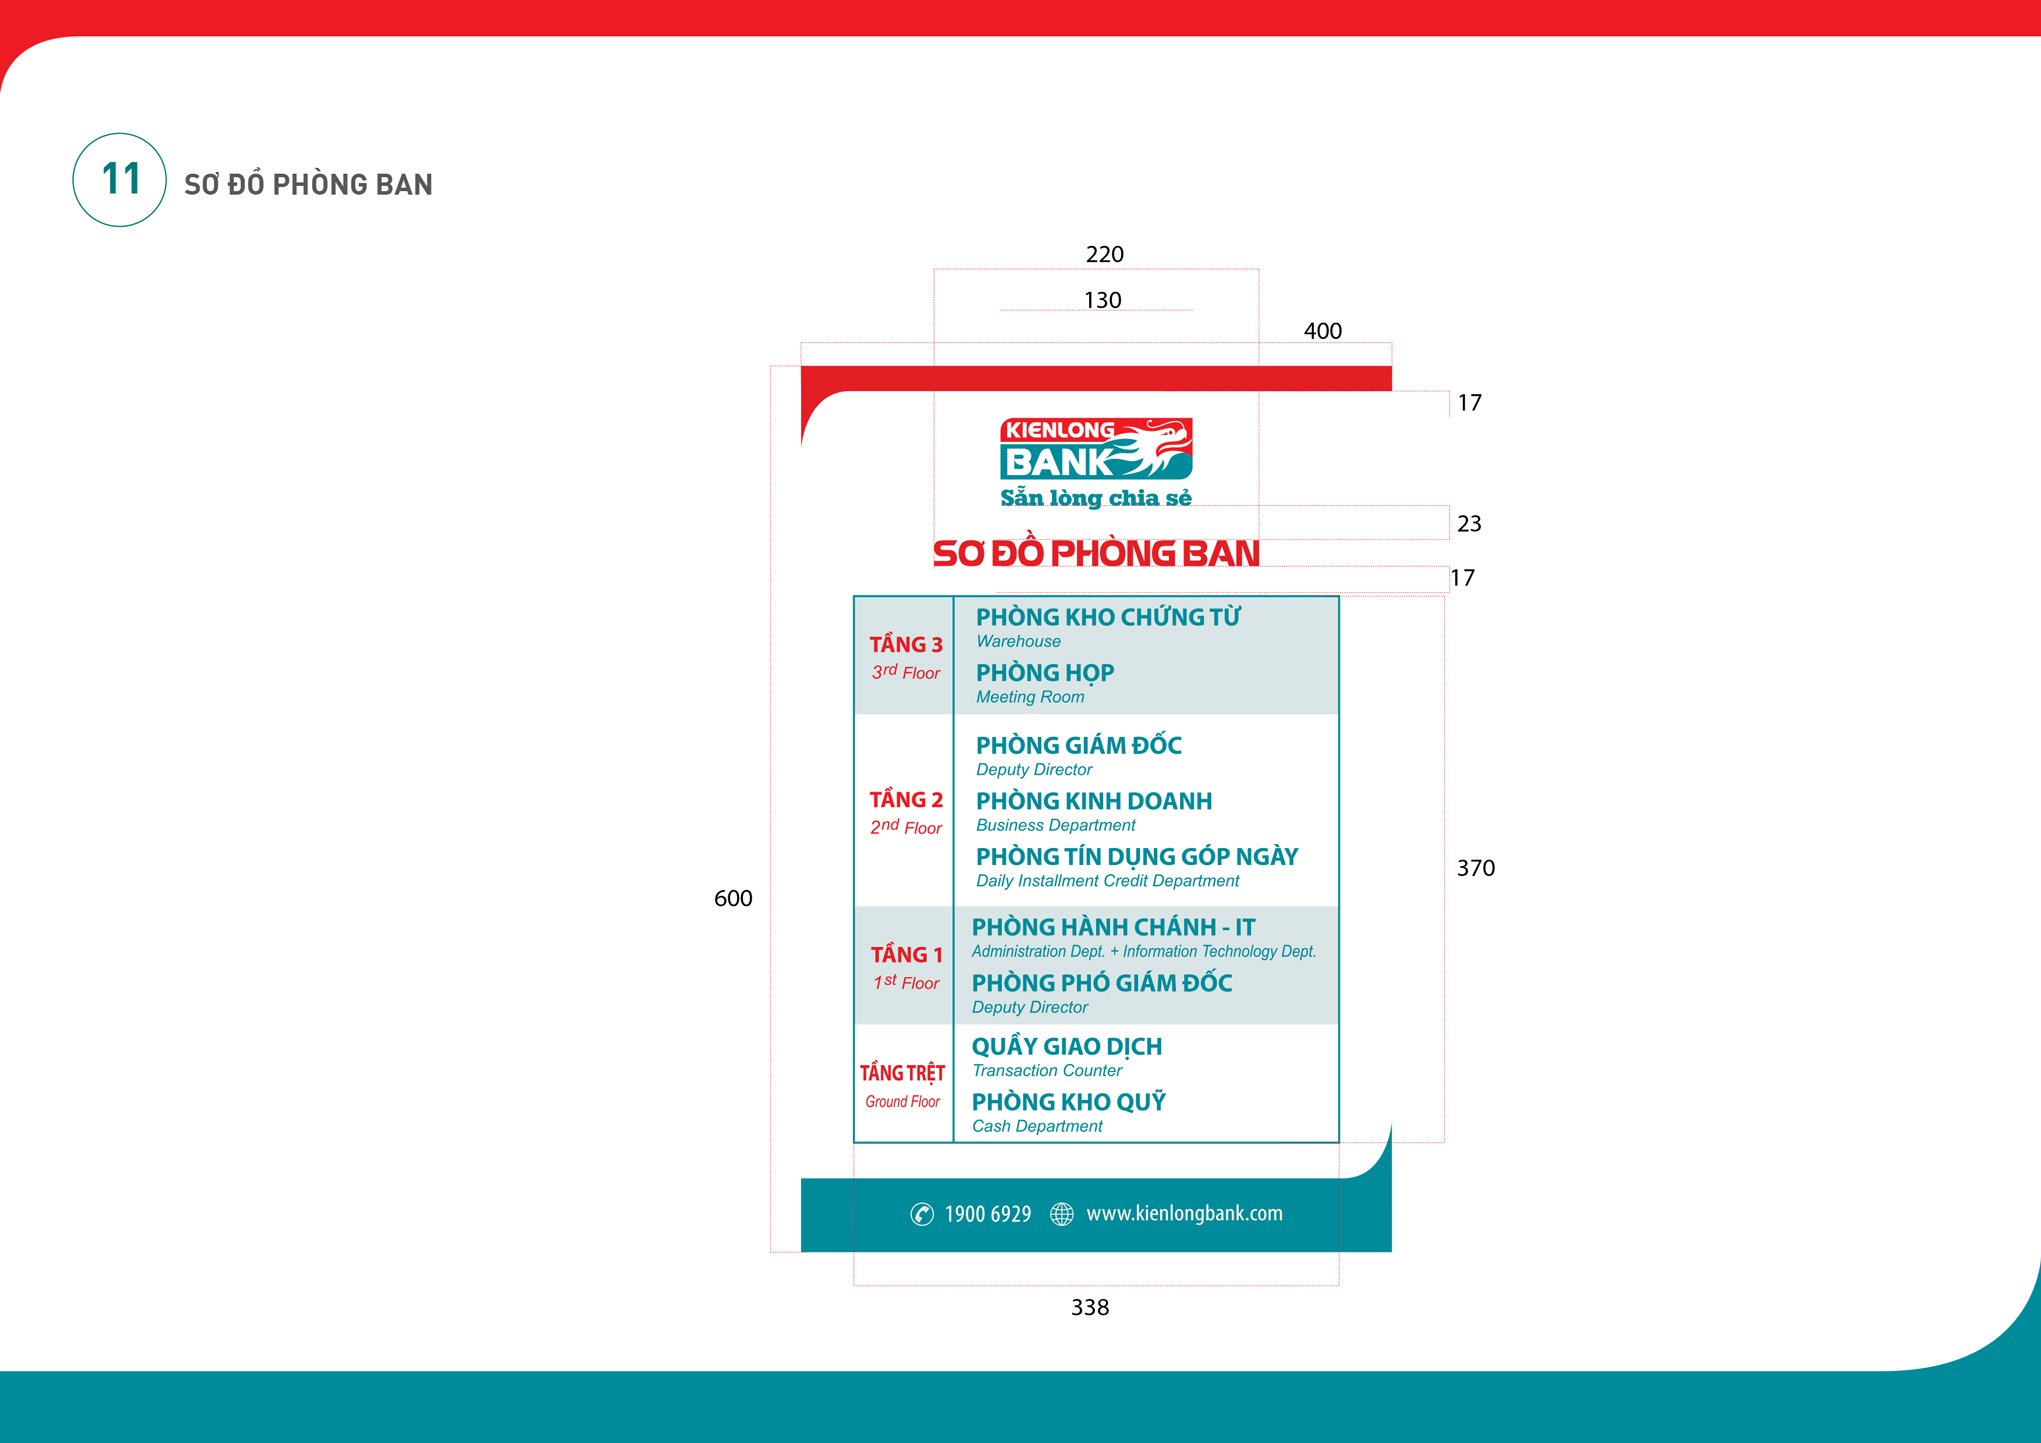 11
SƠ ĐỒ PHÒNG BAN
220
130
400
17
KIENLONG
BANK
Sẵn lòng chia sẻ
23
SƠ ĐỒ PHÒNG BAN
17
TẦNG 3
3rd Floor
PHÒNG KHO CHỨNG TỪ
Warehouse
PHÒNG HỌP
Meeting Room
TẦNG 2
2nd Floor
PHÒNG GIÁM ĐỐC
Deputy Director
PHÒNG KINH DOANH
Business Department
PHÒNG TÍN DỤNG GÓP NGÀY
Daily Installment Credit Department
370
600
TẦNG 1
1st Floor
PHÒNG HÀNH CHÁNH - IT
Administration Dept. + Information Technology Dept.
PHÒNG PHÓ GIÁM ĐỐC
Deputy Director
TẦNG TRỆT
Ground Floor
QUẦY GIAO DỊCH
Transaction Counter
PHÒNG KHO QUỸ
Cash Department
1900 6929 www.kienlongbank.com
338